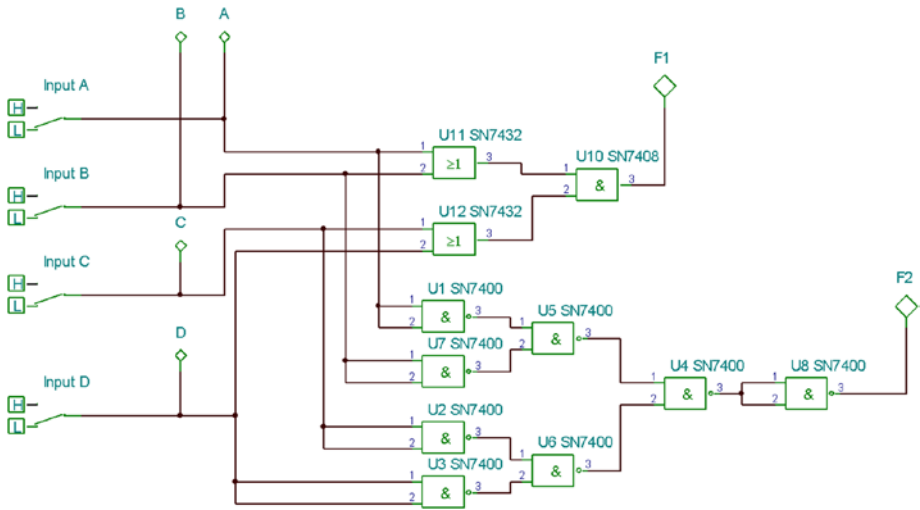 B A
F1
Input A
H
L
U11 SN7432
1 ≥1 3
2
U10 SN7408
1 & 3
2
Input B
H
L
U12 SN7432
1 ≥1 3
2
C
Input C
H
L
F2
U1 SN7400
1 & 3
2
U5 SN7400
1 & 3
2
D
U7 SN7400
1 & 3
2
U4 SN7400
1 & 3
2
U8 SN7400
1 & 3
2
Input D
H
L
U2 SN7400
1 & 3
2
U6 SN7400
1 & 3
2
U3 SN7400
1 & 3
2